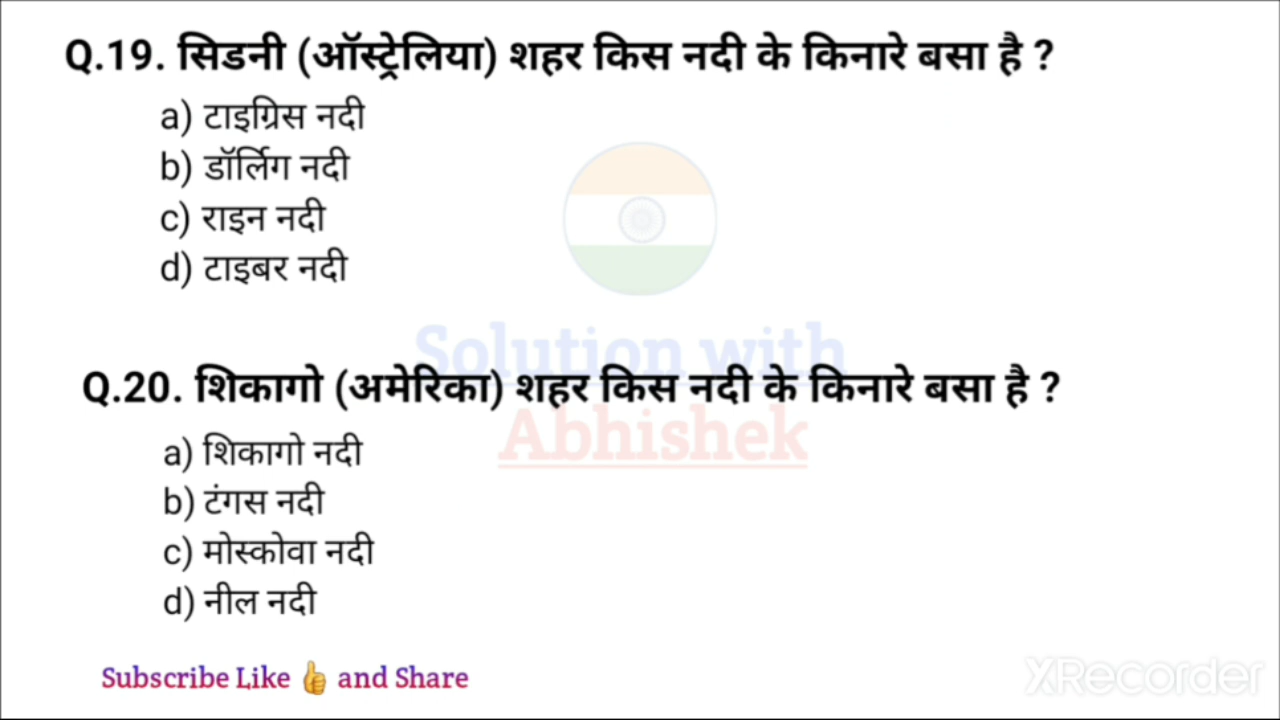 Q.19. सिडनी (ऑस्ट्रेलिया) शहर किस नदी के किनारे बसा है ?
a) टाइग्रिस नदी
b) डॉर्लिग नदी
c) राइन नदी
d) टाइबर नदी
Solution with
Q.20. शिकागो (अमेरिका) शहर किस नदी के किनारे बसा है ?
Abhishek
a) शिकागो नदी
b) टंगस नदी
c) मोस्कोवा नदी
d) नील नदी
Subscribe Like 👍 and Share
XRecorder